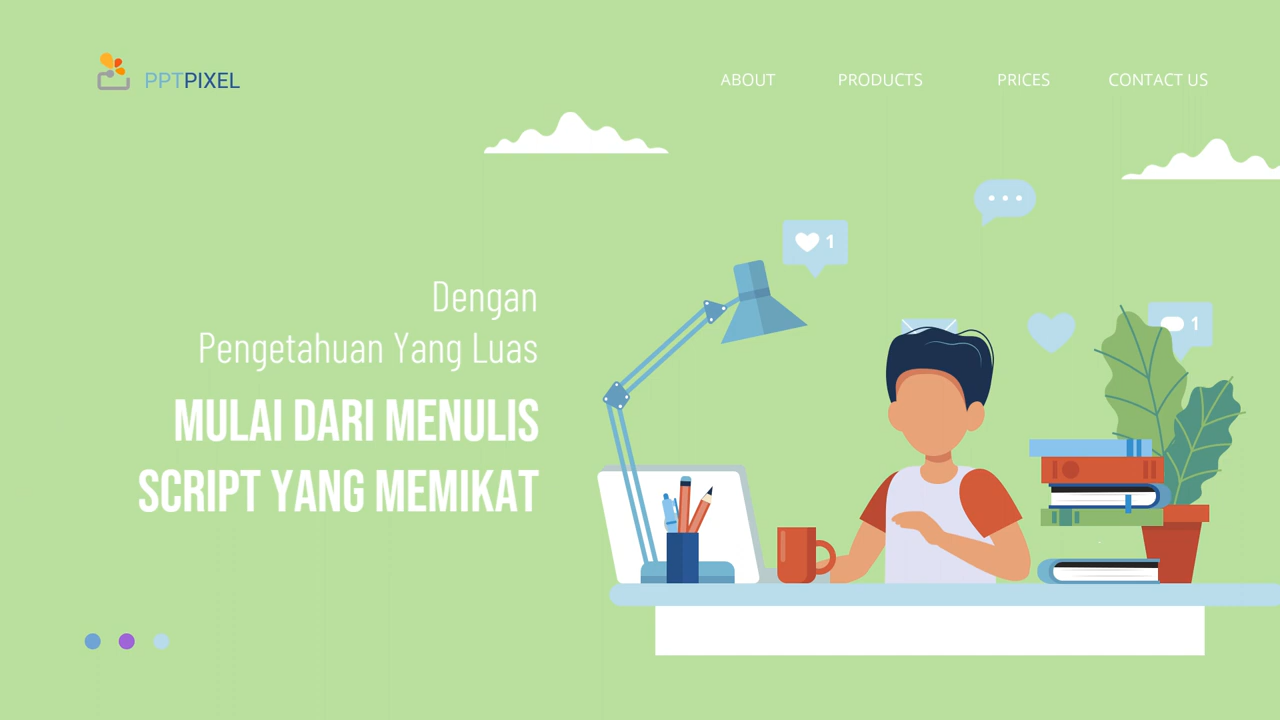 PPTPIXEL
ABOUT PRODUCTS PRICES CONTACT US
1
1
Dengan
Pengetahuan Yang Luas
MULAI DARI MENULIS
SCRIPT YANG MEMIKAT